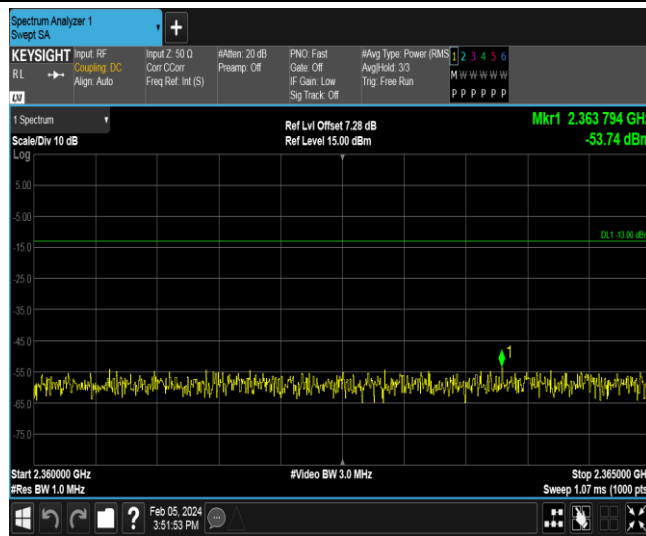 Spectrum Analyzer 1
Swept SA
KEYSIGHT
RL
Input: RF
Coupling: DC
Align: Auto
Input Z: 50 Ω
Corr CCorr
Freq Ref: Int (S)
#Atten: 20 dB
Preamp: Off
PNO: Fast
Gate: Off
IF Gain: Low
Sig Track: Off
#Avg Type: Power (RMS
Avg|Hold: 3/3
Trig: Free Run
1 2 3 4 5 6
M W W W W W
P P P P P P
1 Spectrum
Scale/Div 10 dB
Log
Ref Lvl Offset 7.28 dB
Ref Level 15.00 dBm
Mkr1 2.363 794 GHz
-53.74 dBm
5.00
-5.00
-15.0
-25.0
-35.0
-45.0
-55.0
-65.0
-75.0
DL1 -13.00 dBm
1
Start 2.360000 GHz
#Res BW 1.0 MHz
#Video BW 3.0 MHz
Stop 2.365000 GHz
Sweep 1.07 ms (1000 pts
?
Feb 05, 2024
3:51:53 PM